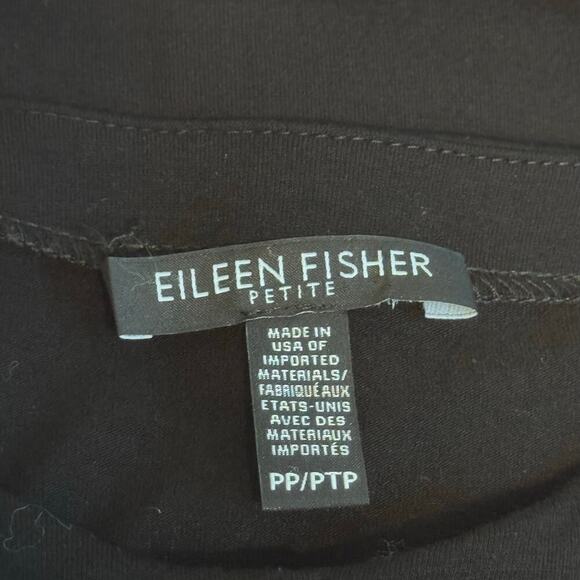 EILEEN FISHER
PETITE
MADE IN
USA OF
IMPORTED
MATERIALS/
FABRIQUÉ AUX
ETATS-UNIS
AVEC DES
MATERIAUX
IMPORTÉS
PP/PTP